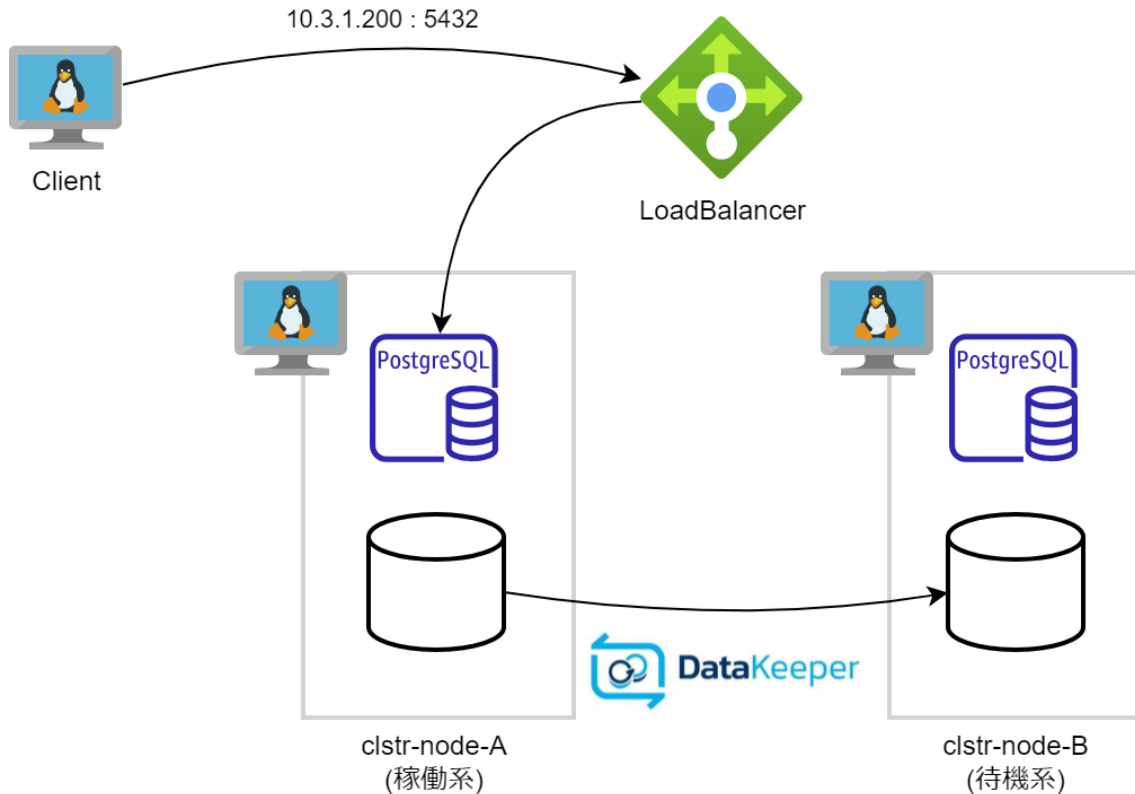 10.3.1.200 : 5432
Client
LoadBalancer
PostgreSQL
PostgreSQL
DataKeeper
clstr-node-A
(稼働系)
clstr-node-B
(待機系)